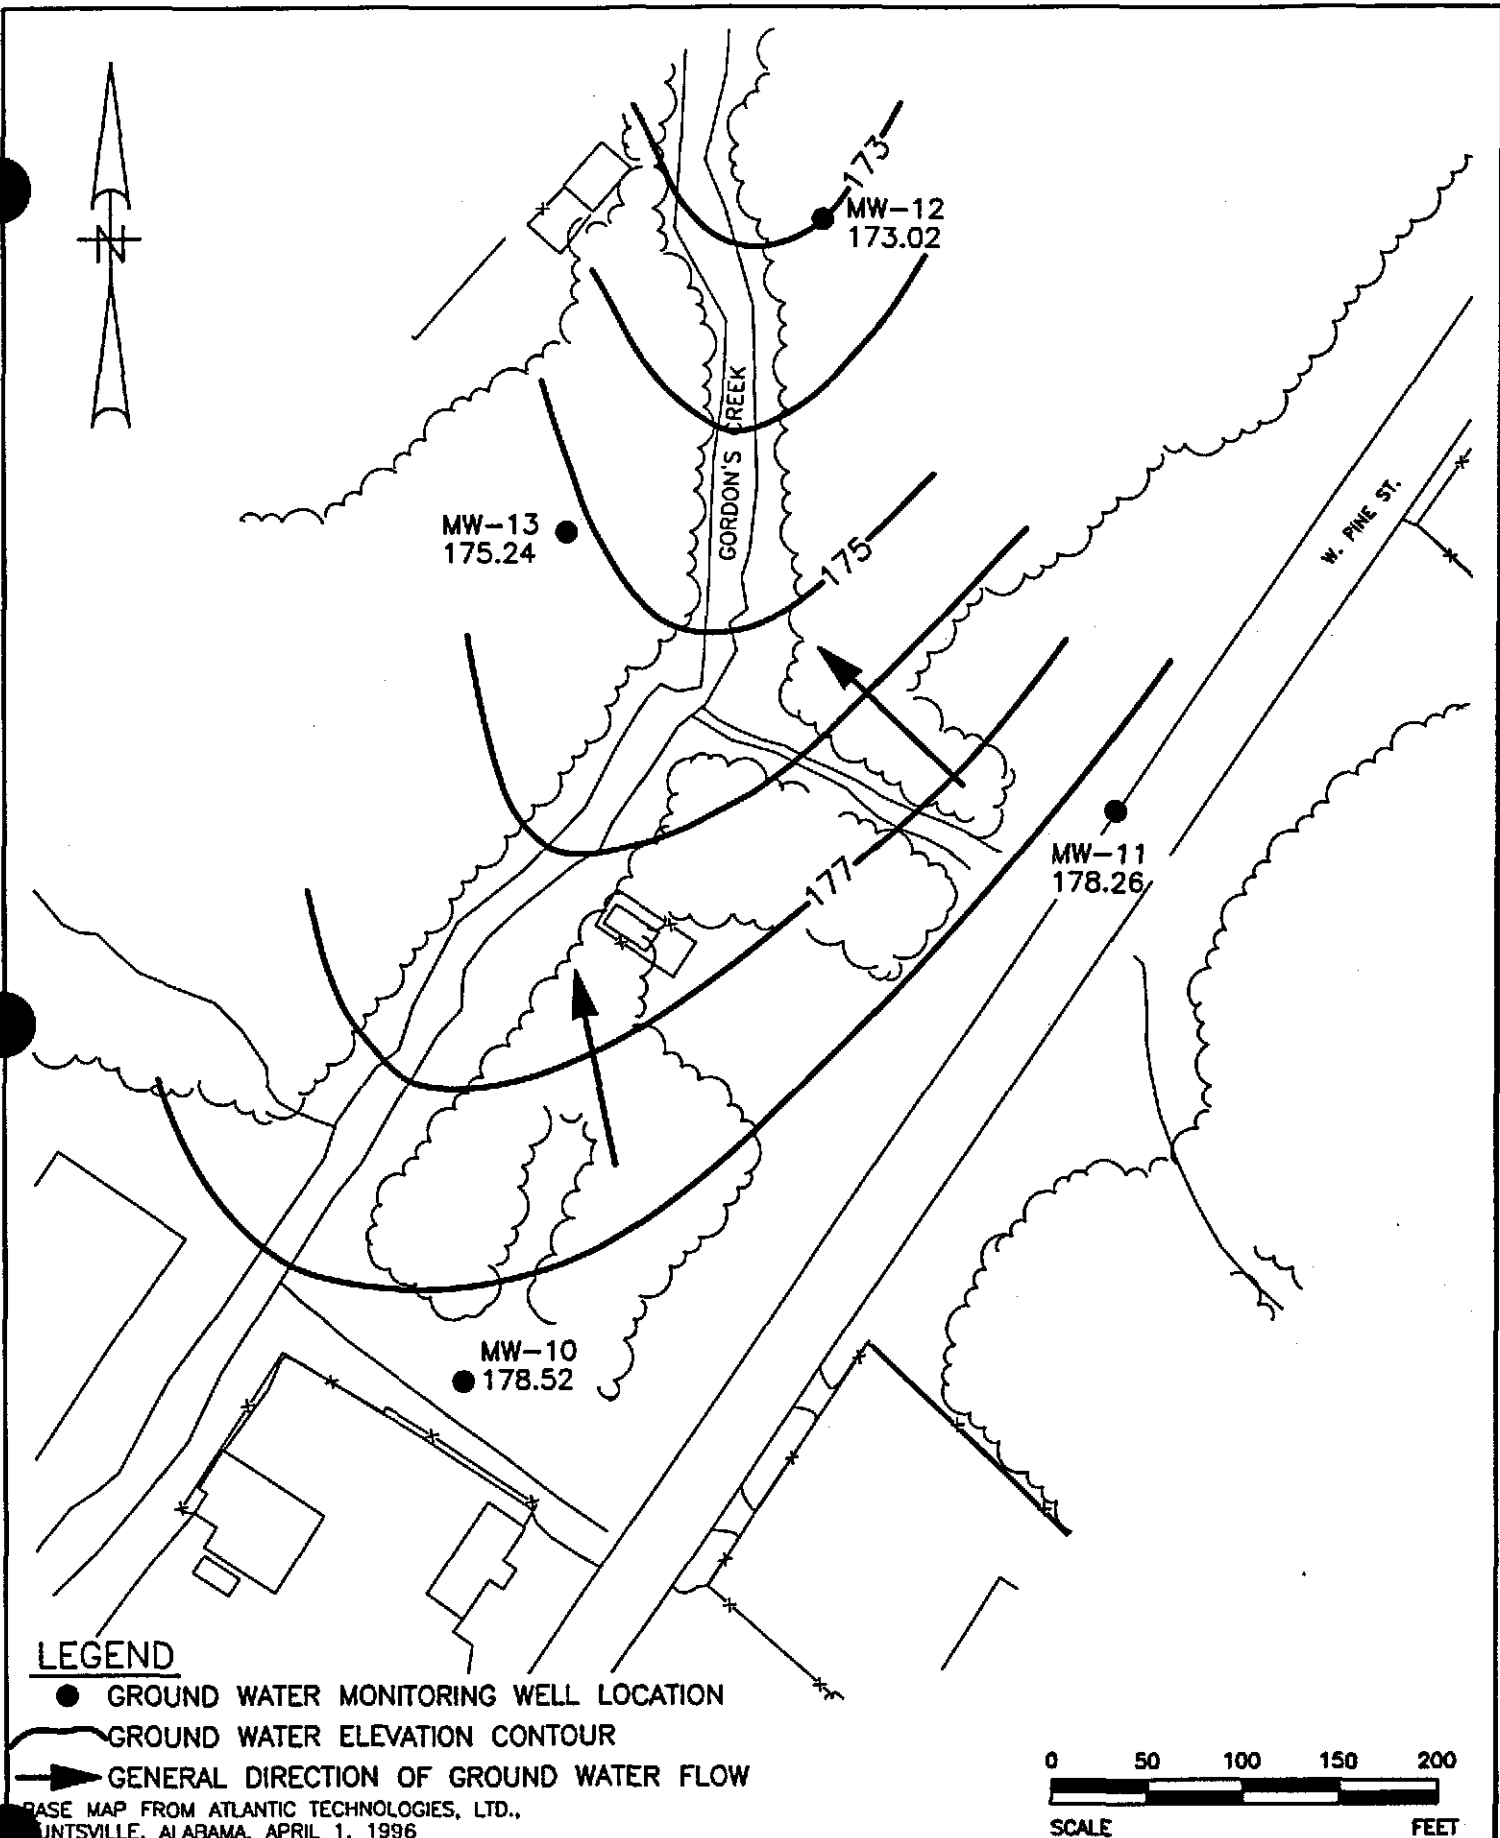 N
173
MW-12
173.02
GORDON'S CREEK
MW-13
175.24
175
W. PINE ST.
MW-11
178.26
177
MW-10
178.52
LEGEND
GROUND WATER MONITORING WELL LOCATION
GROUND WATER ELEVATION CONTOUR
GENERAL DIRECTION OF GROUND WATER FLOW
BASE MAP FROM ATLANTIC TECHNOLOGIES, LTD.,
HUNTSVILLE, ALABAMA, APRIL 1, 1996
0 50 100 150 200
SCALE FEET